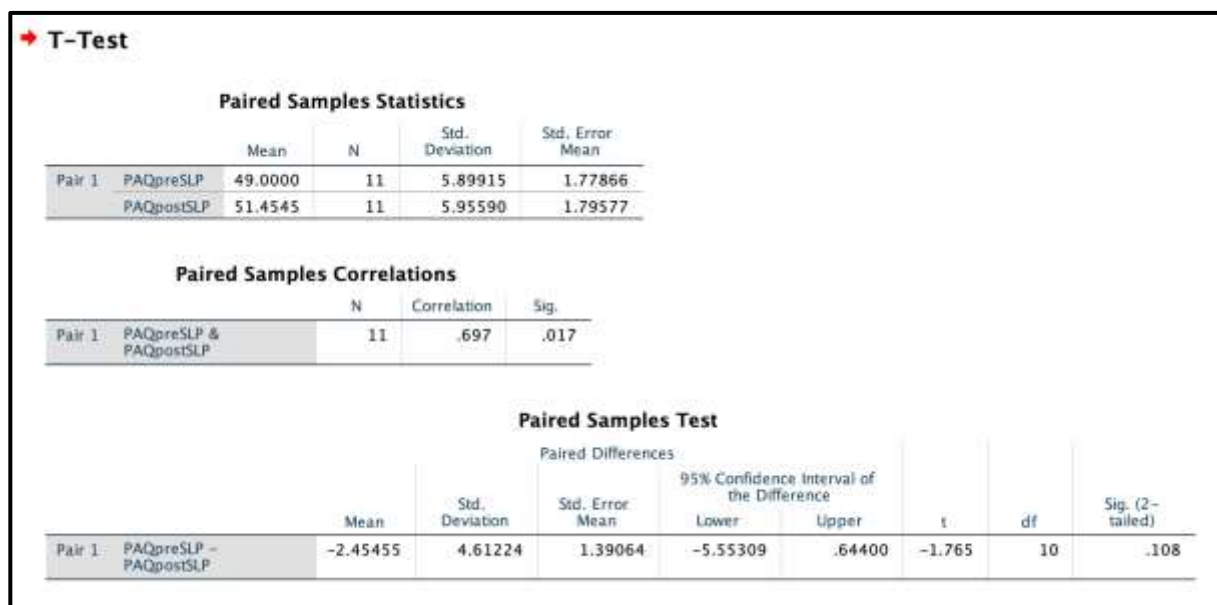 T-Test
Paired Samples Statistics
Mean N Std. Deviation Std. Error Mean
Pair 1 PAQpreSLP 49.0000 11 5.89915 1.77866
PAQpostSLP 51.4545 11 5.95590 1.79577
Paired Samples Correlations
N Correlation Sig.
Pair 1 PAQpreSLP & PAQpostSLP 11 .697 .017
Paired Samples Test
Paired Differences
95% Confidence Interval of the Difference
Mean Std. Deviation Std. Error Mean Lower Upper t df Sig. (2-tailed)
Pair 1 PAQpreSLP - PAQpostSLP -2.45455 4.61224 1.39064 -5.55309 .64400 -1.765 10 .108